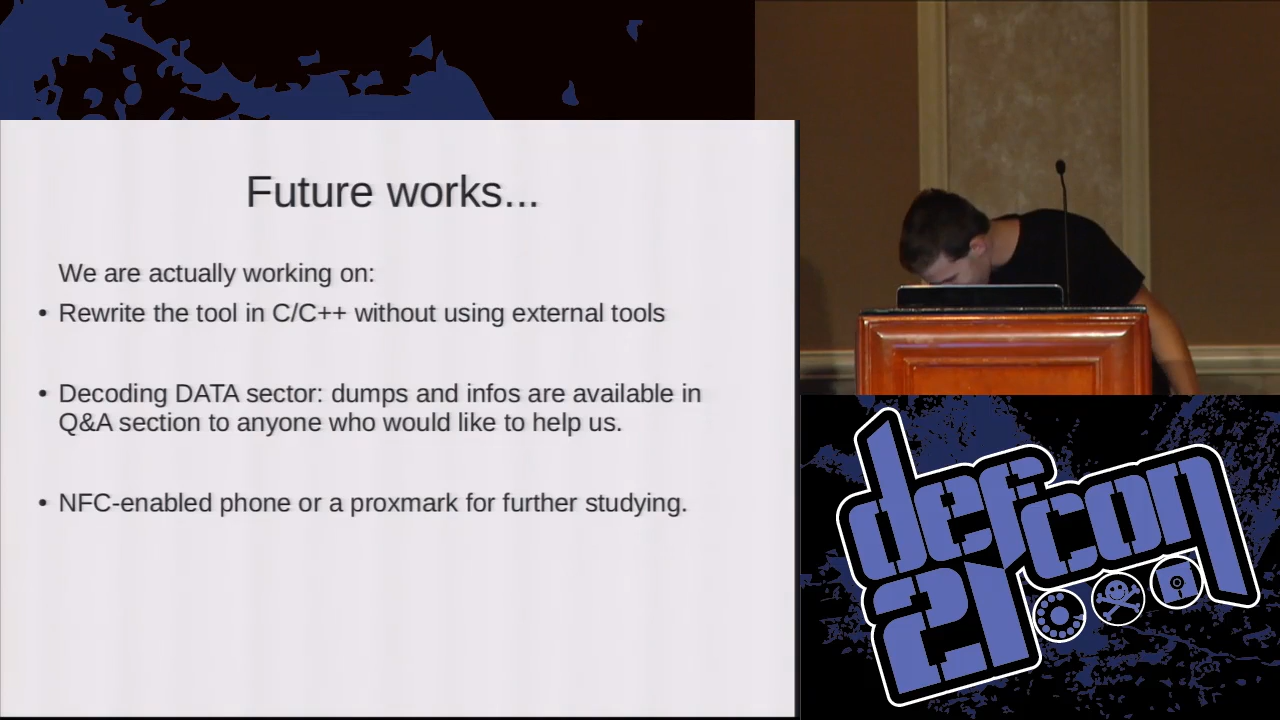 Future works...
We are actually working on:
• Rewrite the tool in C/C++ without using external tools
• Decoding DATA sector: dumps and infos are available in
Q&A section to anyone who would like to help us.
• NFC-enabled phone or a proxmark for further studying.
defcon
21